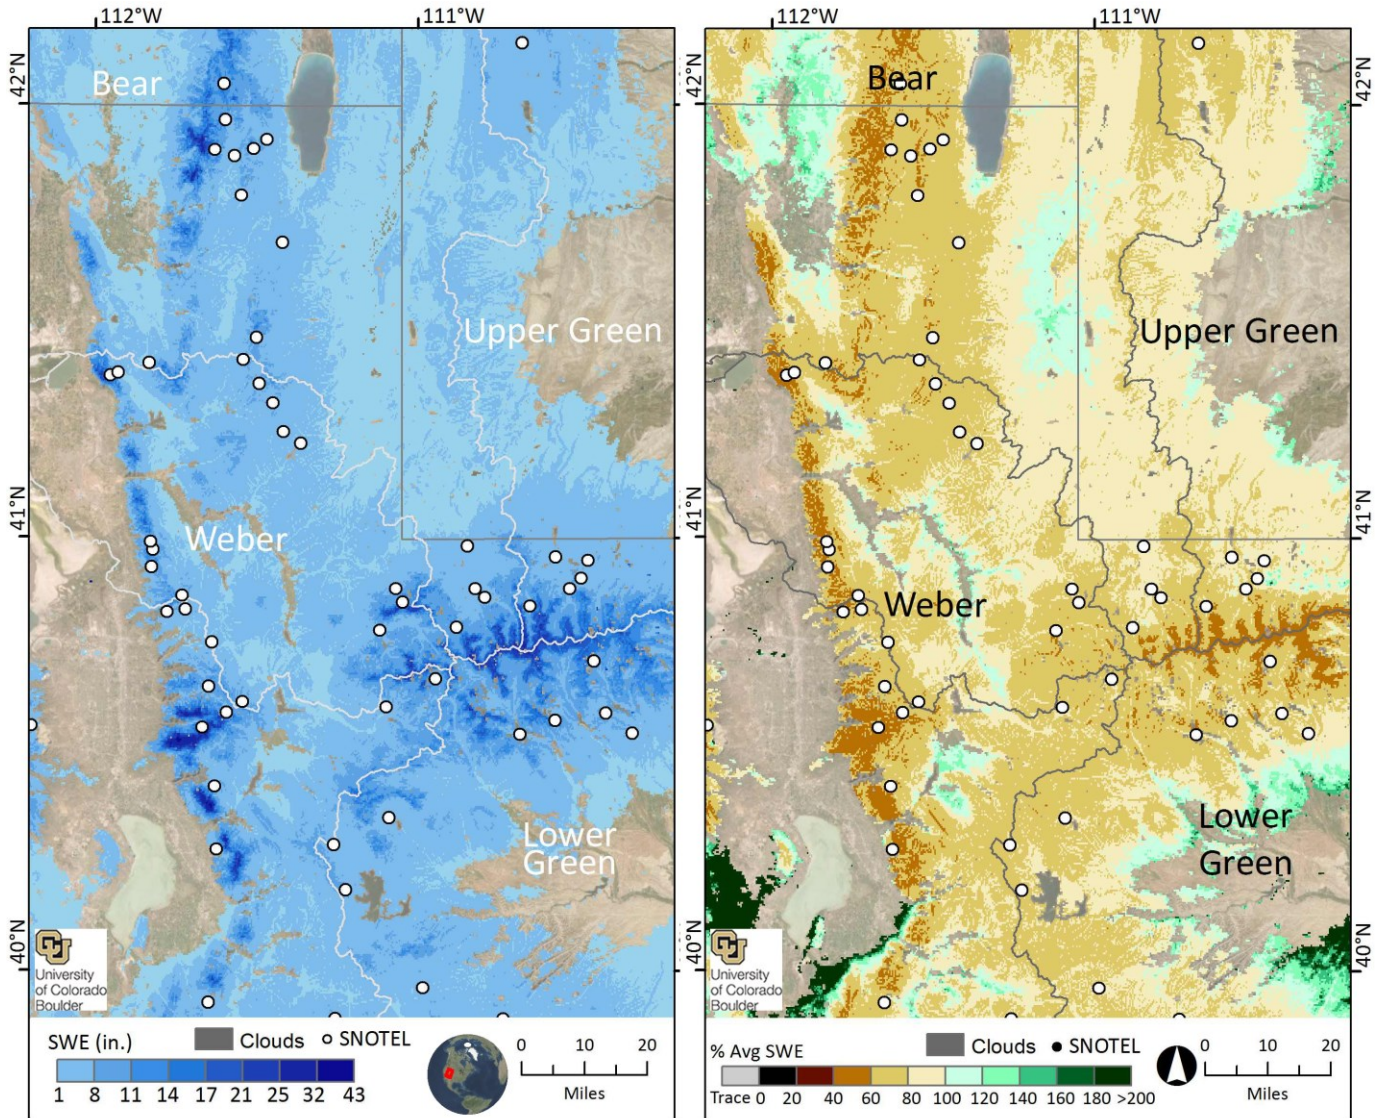 112°W 111°W 112°W 111°W
42°N 42°N
Bear Bear
Upper Green Upper Green
41°N 41°N
Weber Weber
Lower Lower
Green Green
40°N 40°N
CU CU
University University
of Colorado of Colorado
Boulder Boulder
SWE (in.) Clouds SNOTEL
1 8 11 14 17 21 25 32 43
0 10 20
Miles
% Avg SWE Clouds SNOTEL
Trace 0 20 40 60 80 100 120 140 160 180 >200
0 10 20
Miles